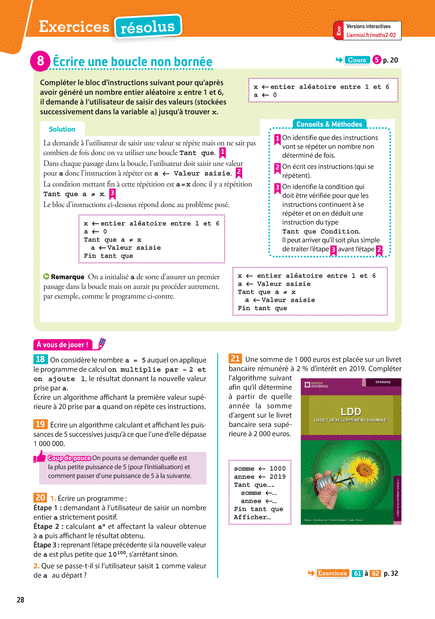 Exercices résolus
Exo
Versions interactives
Lienmini.fr/maths2-02
8 Écrire une boucle non bornée
Cours 5 p. 20
Compléter le bloc d'instructions suivant pour qu'après
avoir généré un nombre entier aléatoire x entre 1 et 6,
il demande à l'utilisateur de saisir des valeurs (stockées
successivement dans la variable a) jusqu'à trouver x.
x ← entier aléatoire entre 1 et 6
a ← 0
Solution
La demande à l'utilisateur de saisir une valeur se répète mais on ne sait pas
combien de fois donc on va utiliser une boucle Tant que. 1
Dans chaque passage dans la boucle, l'utilisateur doit saisir une valeur
pour a donc l'instruction à répéter est a ← Valeur saisie. 2
La condition mettant fin à cette répétition est a=x donc il y a répétition
Tant que a ≠ x. 3
Le bloc d'instructions ci-dessous répond donc au problème posé.
x ← entier aléatoire entre 1 et 6
a ← 0
Tant que a ≠ x
a ← Valeur saisie
Fin tant que
Conseils & Méthodes
1 On identifie que des instructions
vont se répéter un nombre non
déterminé de fois.
2 On écrit ces instructions (qui se
répètent).
3 On identifie la condition qui
doit être vérifiée pour que les
instructions continuent à se
répéter et on en déduit une
instruction du type
Tant que Condition.
Il peut arriver qu'il soit plus simple
de traiter l'étape 3 avant l'étape 2.
Remarque On a initialisé a de sorte d'assurer un premier
passage dans la boucle mais on aurait pu procéder autrement,
par exemple, comme le programme ci-contre.
x ← entier aléatoire entre 1 et 6
a ← Valeur saisie
Tant que a ≠ x
a ← Valeur saisie
Fin tant que
À vous de jouer !
18 On considère le nombre a = 5 auquel on applique
le programme de calcul on multiplie par – 2 et
on ajoute 1, le résultat donnant la nouvelle valeur
prise par a.
Écrire un algorithme affichant la première valeur supé-
rieure à 20 prise par a quand on répète ces instructions.
19 Écrire un algorithme calculant et affichant les puis-
sances de 5 successives jusqu'à ce que l'une d'elle dépasse
1 000 000.
Coup de pouce On pourra se demander quelle est
la plus petite puissance de 5 (pour l'initialisation) et
comment passer d'une puissance de 5 à la suivante.
20 1. Écrire un programme :
Étape 1 : demandant à l'utilisateur de saisir un nombre
entier a strictement positif.
Étape 2 : calculant aª et affectant la valeur obtenue
à a puis affichant le résultat obtenu.
Étape 3 : reprenant l'étape précédente si la nouvelle valeur
de a est plus petite que 10¹⁰⁰, s'arrêtant sinon.
2. Que se passe-t-il si l'utilisateur saisit 1 comme valeur
de a au départ ?
21 Une somme de 1 000 euros est placée sur un livret
bancaire rémunéré à 2 % d'intérêt en 2019. Compléter
l'algorithme suivant
afin qu'il détermine
à partir de quelle
année la somme
d'argent sur le livret
bancaire sera supé-
rieure à 2 000 euros.
LDD
somme ← 1000
annee ← 2019
Tant que….
somme ←…
annee ←…
Fin tant que
Afficher…
Exercices 61 à 62 p. 32
28